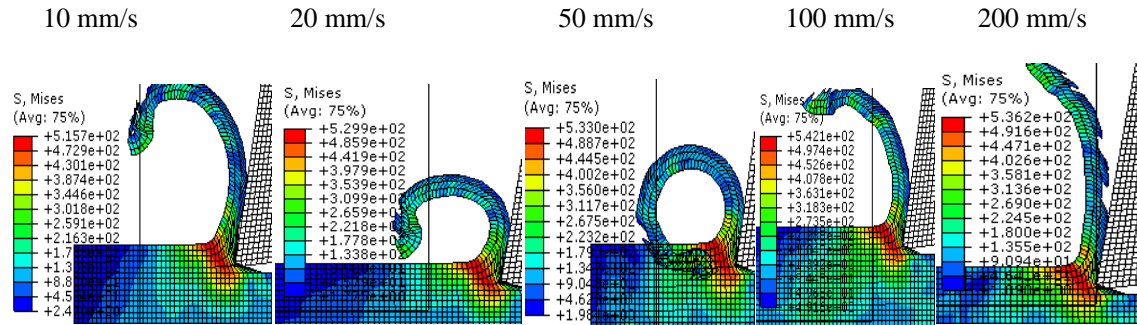 10 mm/s
20 mm/s
50 mm/s
100 mm/s
200 mm/s
S, Mises
(Avg: 75%)
+5.157e+02
+4.729e+02
+4.301e+02
+3.874e+02
+3.446e+02
+3.018e+02
+2.591e+02
+2.163e+02
S, Mises
(Avg: 75%)
+5.299e+02
+4.859e+02
+4.419e+02
+3.979e+02
+3.539e+02
+3.099e+02
+2.659e+02
+2.218e+02
+1.778e+02
+1.338e+02
S, Mises
(Avg: 75%)
+5.330e+02
+4.887e+02
+4.445e+02
+4.002e+02
+3.560e+02
+3.117e+02
+2.675e+02
+2.232e+02
S, Mises
(Avg: 75%)
+5.421e+02
+4.974e+02
+4.526e+02
+4.078e+02
+3.631e+02
+3.183e+02
+2.735e+02
S, Mises
(Avg: 75%)
+5.362e+02
+4.916e+02
+4.471e+02
+4.026e+02
+3.581e+02
+3.136e+02
+2.690e+02
+2.245e+02
+1.800e+02
+1.355e+02
+9.094e+01